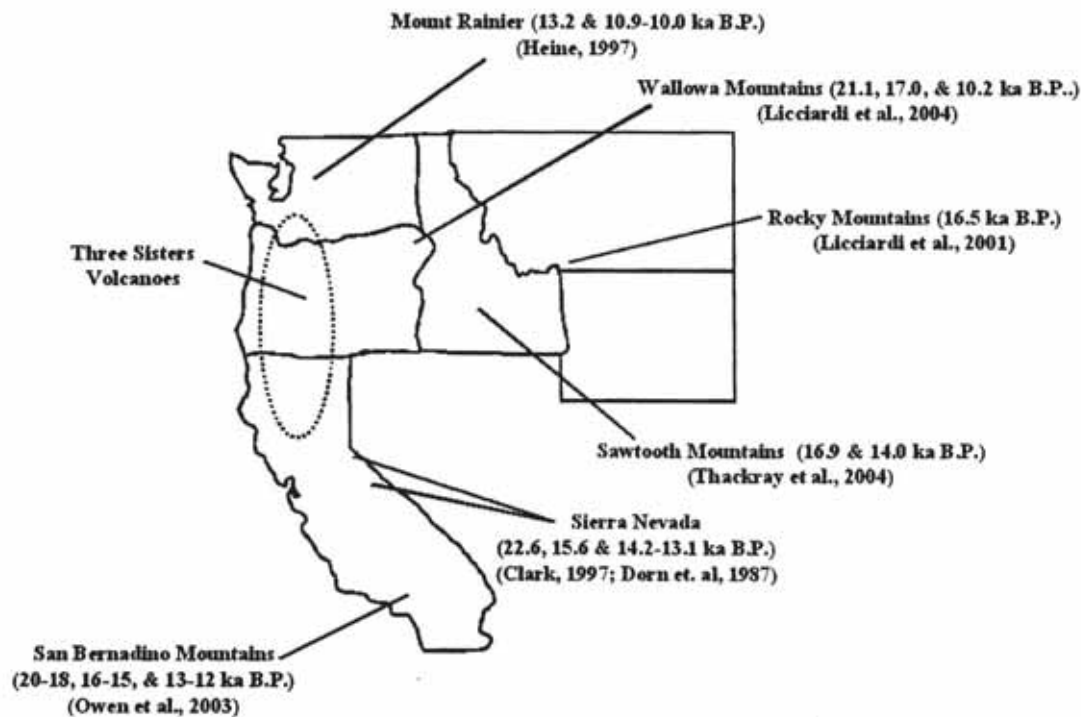 Mount Rainier (13.2 & 10.9-10.0 ka B.P.)
(Heine, 1997)
Wallowa Mountains (21.1, 17.0, & 10.2 ka B.P..)
(Licciardi et al., 2004)
Rocky Mountains (16.5 ka B.P.)
(Licciardi et al., 2001)
Three Sisters
Volcanoes
Sawtooth Mountains (16.9 & 14.0 ka B.P.)
(Thackray et al., 2004)
Sierra Nevada
(22.6, 15.6 & 14.2-13.1 ka B.P.)
(Clark, 1997; Dorn et. al, 1987)
San Bernadino Mountains
(20-18, 16-15, & 13-12 ka B.P.)
(Owen et al., 2003)